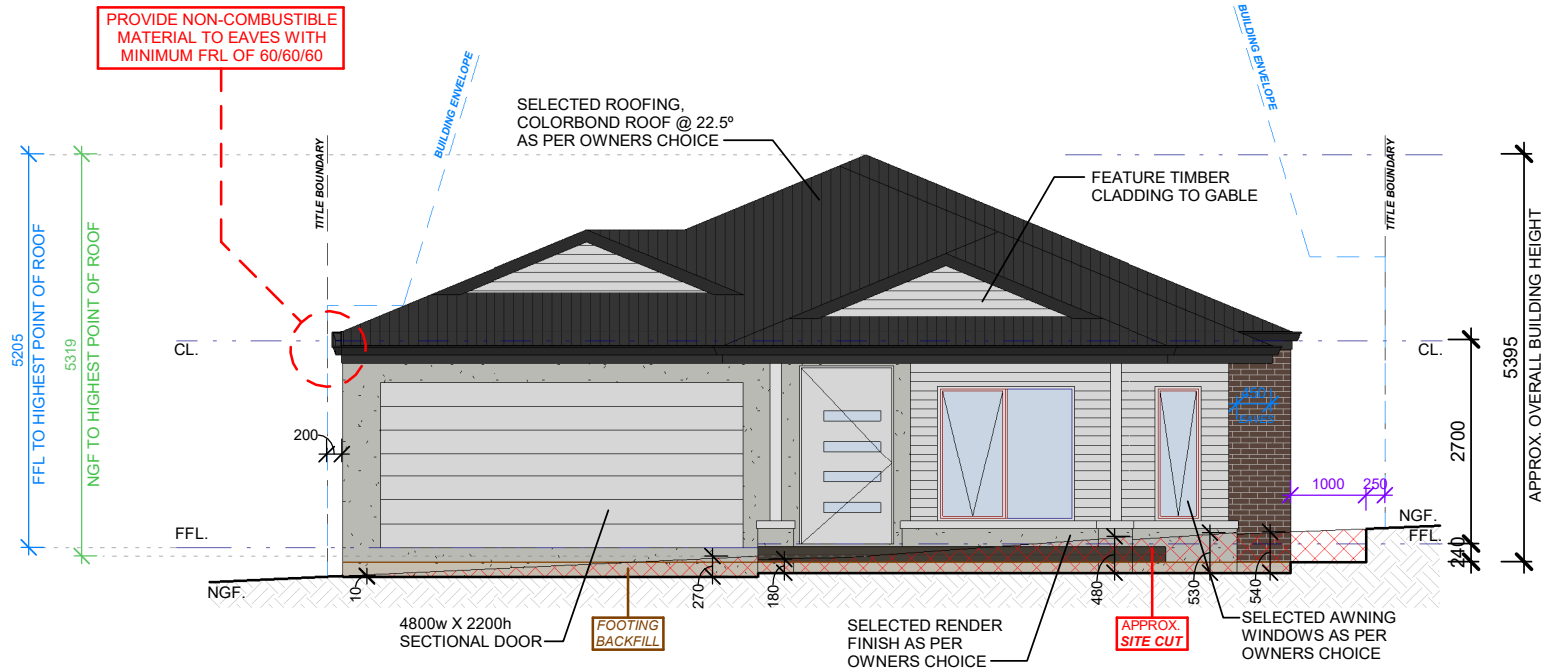 PROVIDE NON-COMBUSTIBLE
MATERIAL TO EAVES WITH
MINIMUM FRL OF 60/60/60
BUILDING ENVELOPE
BUILDING ENVELOPE
SELECTED ROOFING,
COLORBOND ROOF @ 22.5º
AS PER OWNERS CHOICE
TITLE BOUNDARY
TITLE BOUNDARY
FEATURE TIMBER
CLADDING TO GABLE
5205
FFL TO HIGHEST POINT OF ROOF
5319
NGF TO HIGHEST POINT OF ROOF
CL.
CL.
5395
APPROX. OVERALL BUILDING HEIGHT
450
EAVES
200
2700
1000
250
FFL.
NGF.
FFL.
240
NGF.
10
270
180
480
530
540
4800w X 2200h
SECTIONAL DOOR
FOOTING
BACKFILL
SELECTED RENDER
FINISH AS PER
OWNERS CHOICE
APPROX.
SITE CUT
SELECTED AWNING
WINDOWS AS PER
OWNERS CHOICE